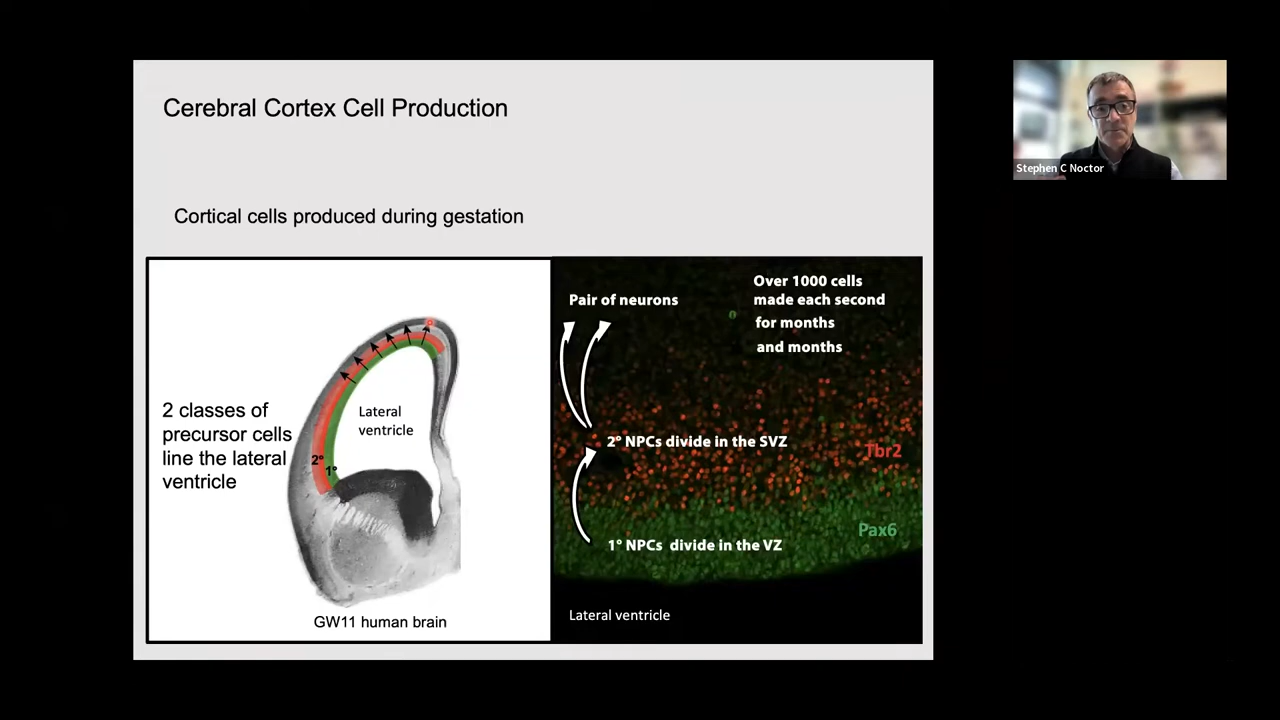 Cerebral Cortex Cell Production
Stephen C Noctor
Cortical cells produced during gestation
2 classes of
precursor cells
line the lateral
ventricle
Lateral
ventricle
2°
1°
GW11 human brain
Pair of neurons
Over 1000 cells
made each second
for months
and months
2° NPCs divide in the SVZ
Tbr2
Pax6
1° NPCs divide in the VZ
Lateral ventricle